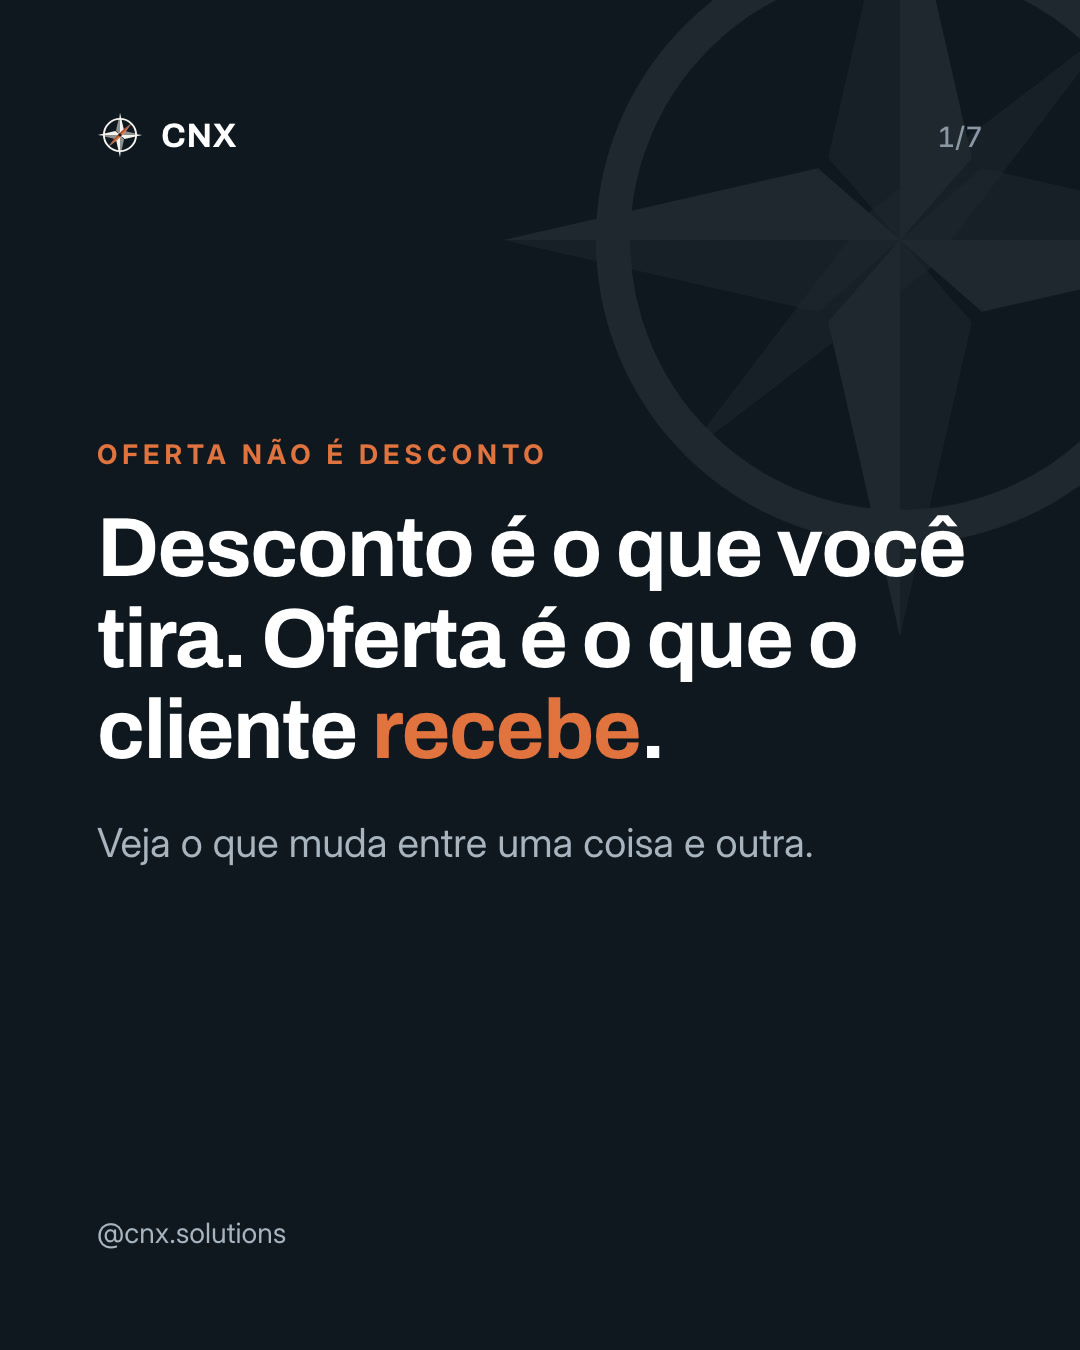 CNX
1/7
OFERTA NÃO É DESCONTO
Desconto é o que você
tira. Oferta é o que o
cliente recebe.
Veja o que muda entre uma coisa e outra.
@cnx.solutions